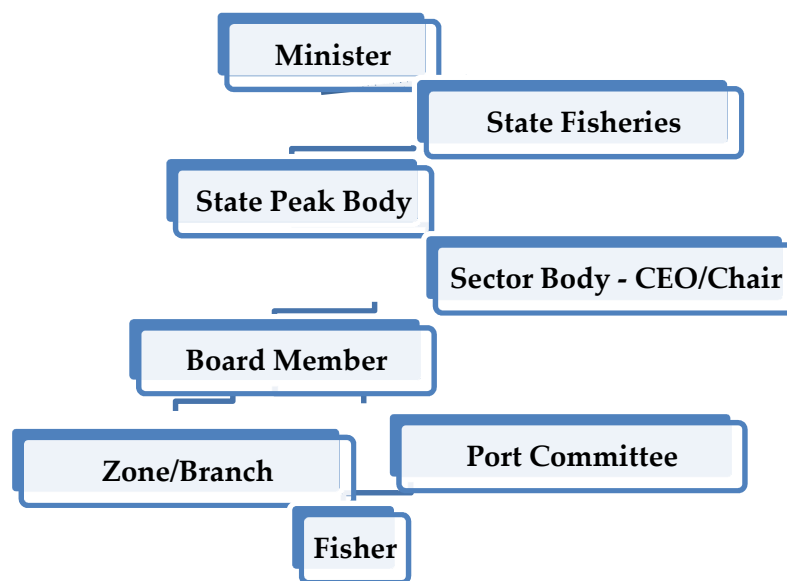 Minister
State Fisheries
State Peak Body
Sector Body - CEO/Chair
Board Member
Port Committee
Zone/Branch
Fisher